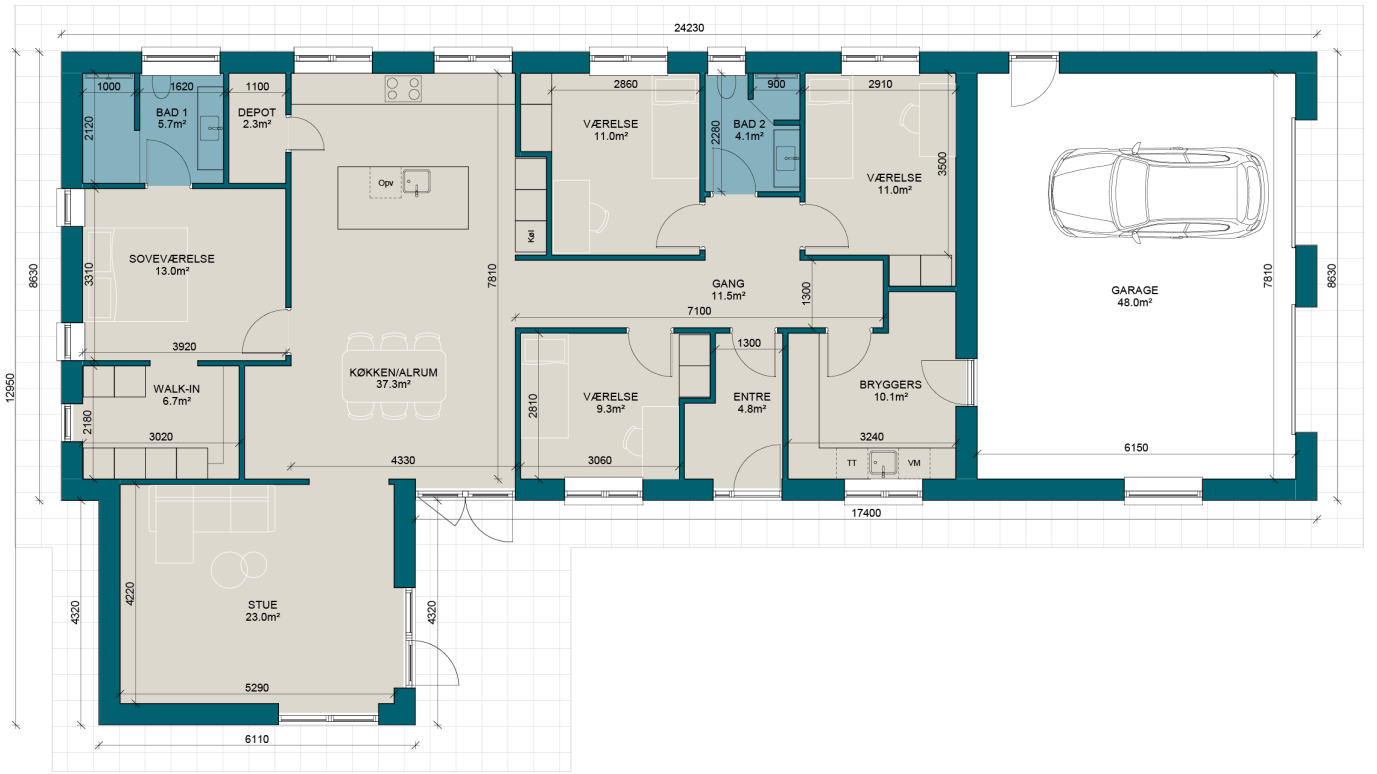 24230
1000
1620
1100
2860
900
2910
BAD 1
5.7m²
DEPOT
2.3m²
2120
VÆRELSE
11.0m²
BAD 2
4.1m²
2280
3500
VÆRELSE
11.0m²
Opv
Køl
SOVEVÆRELSE
13.0m²
3310
8630
7810
GANG
11.5m²
1300
7100
GARAGE
48.0m²
7810
8630
3920
1300
12950
KØKKEN/ALRUM
37.3m²
WALK-IN
6.7m²
2180
3020
VÆRELSE
9.3m²
2810
ENTRE
4.8m²
BRYGGERS
10.1m²
3240
6150
4330
3060
TT
VM
17400
4320
4220
STUE
23.0m²
4320
5290
6110